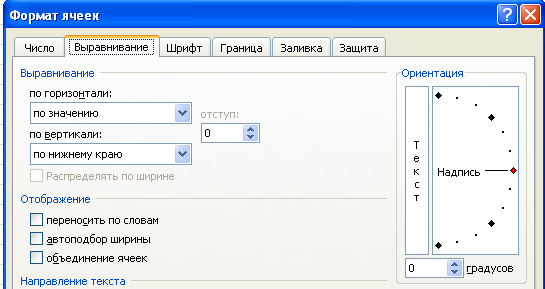 Формат ячеек
Число Выравнивание Шрифт Граница Заливка Защита
Выравнивание
по горизонтали:
по значению
отступ:
0
по вертикали:
по нижнему краю
Распределять по ширине
Отображение
переносить по словам
автоподбор ширины
объединение ячеек
Направление текста
Ориентация
Текст
Надпись
0 градусов